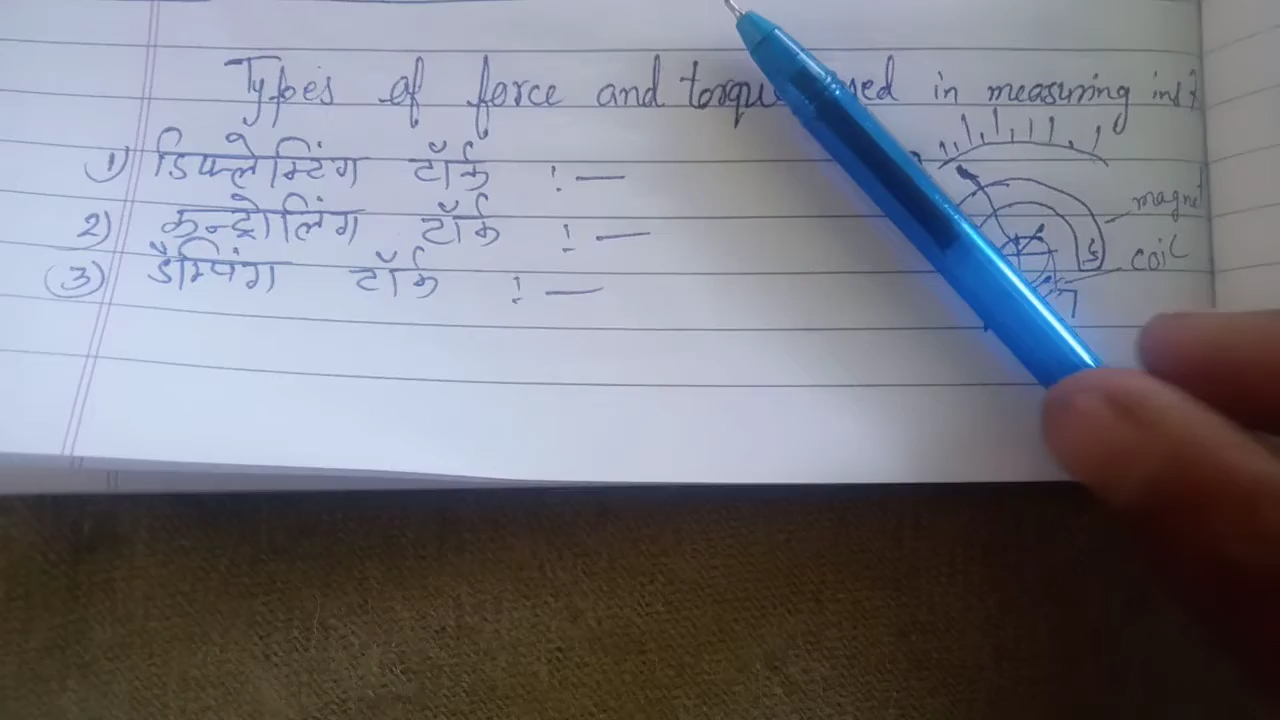 Types of force and torque used in measuring inst
1) डिफ्लेक्टिंग टॉर्क :—
2) कन्ट्रोलिंग टॉर्क :—
(3) डैम्पिंग टॉर्क :—
magnet
S
coil